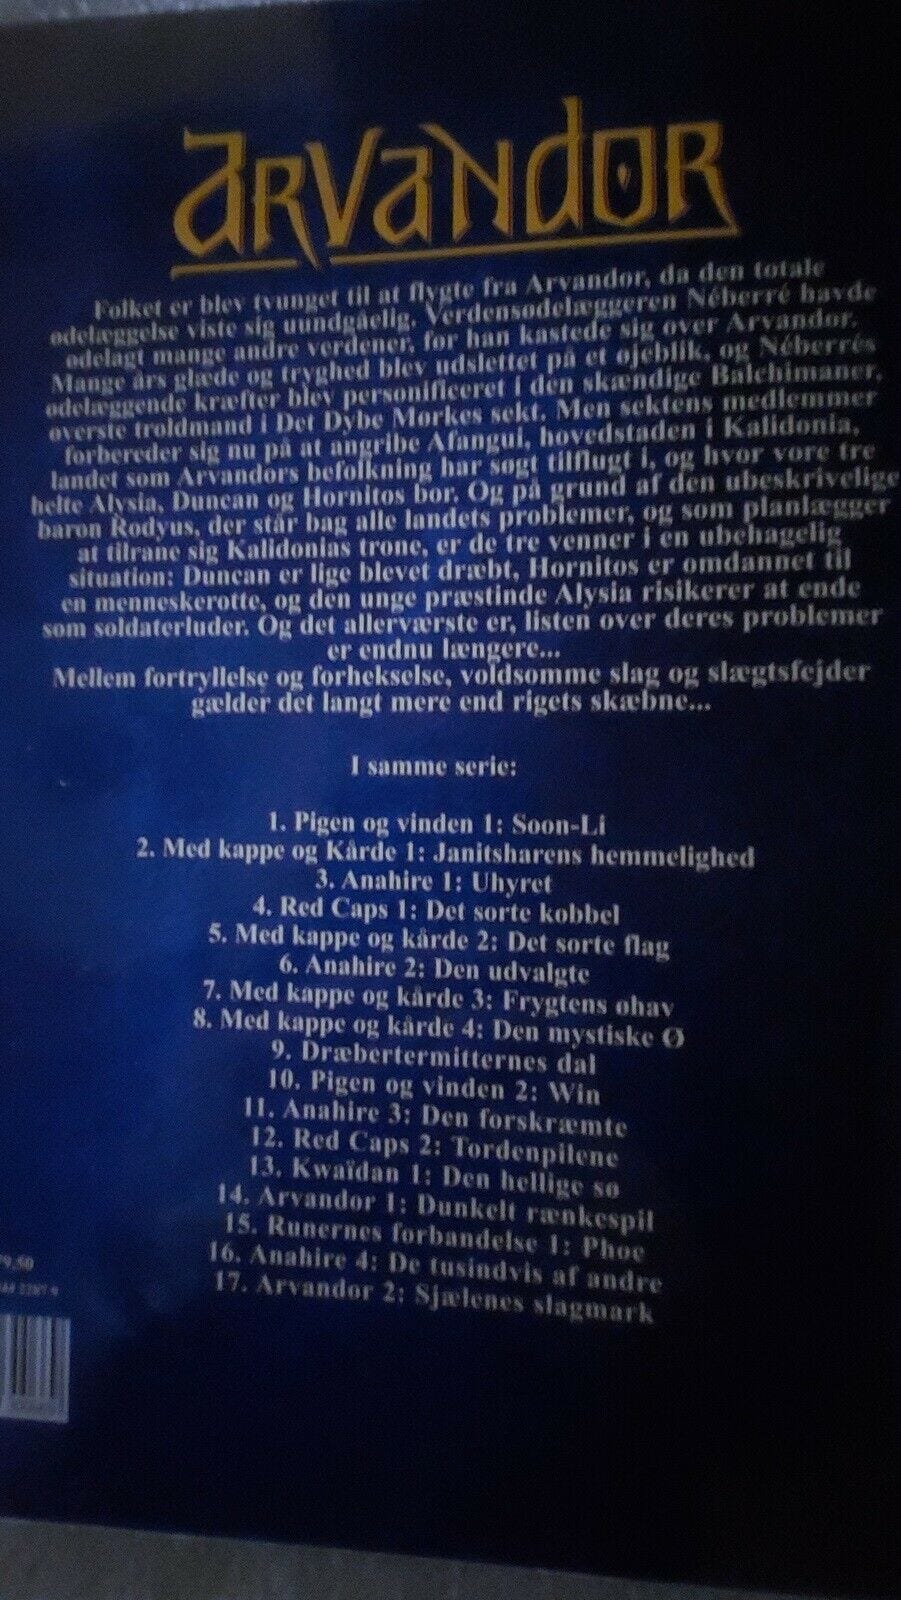 ARVANDOR
Folket er blev tvunget til at flygte fra Arvandor, da den totale
ødelæggelse viste sig uundgåelig. Verdensødelæggeren Néberré havde
ødelagt mange andre verdener, før han kastede sig over Arvandor.
Mange års glæde og tryghed blev udslettet på et øjeblik, og Néberrés
ødelæggende kræfter blev personificeret i den skændige Balchimaner,
øverste troldmand i Det Dybe Mørkes sekt. Men sektens medlemmer
forbereder sig nu på at angribe Afangui, hovedstaden i Kalidonia,
landet som Arvandors befolkning har søgt tilflugt i, og hvor vore tre
helte Alysia, Duncan og Hornitos bor. Og på grund af den ubeskrivelige
baron Rodyus, der står bag alle landets problemer, og som planlægger
at tilrane sig Kalidonias trone, er de tre venner i en ubehagelig
situation: Duncan er lige blevet dræbt, Hornitos er omdannet til
en menneskerotte, og den unge præstinde Alysia risikerer at ende
som soldaterluder. Og det allerværste er, listen over deres problemer
er endnu længere...
Mellem fortryllelse og forhekselse, voldsomme slag og slægtsfejder
gælder det langt mere end rigets skæbne...
I samme serie:
1. Pigen og vinden 1: Soon-Li
2. Med kappe og Kårde 1: Janitsharens hemmelighed
3. Anahire 1: Uhyret
4. Red Caps 1: Det sorte kobbel
5. Med kappe og kårde 2: Det sorte flag
6. Anahire 2: Den udvalgte
7. Med kappe og kårde 3: Frygtens øhav
8. Med kappe og kårde 4: Den mystiske Ø
9. Dræbertermitternes dal
10. Pigen og vinden 2: Win
11. Anahire 3: Den forskræmte
12. Red Caps 2: Tordenpilene
13. Kwaïdan 1: Den hellige sø
14. Arvandor 1: Dunkelt rænkespil
15. Runernes forbandelse 1: Phoe
16. Anahire 4: De tusindvis af andre
17. Arvandor 2: Sjælenes slagmark
9,50